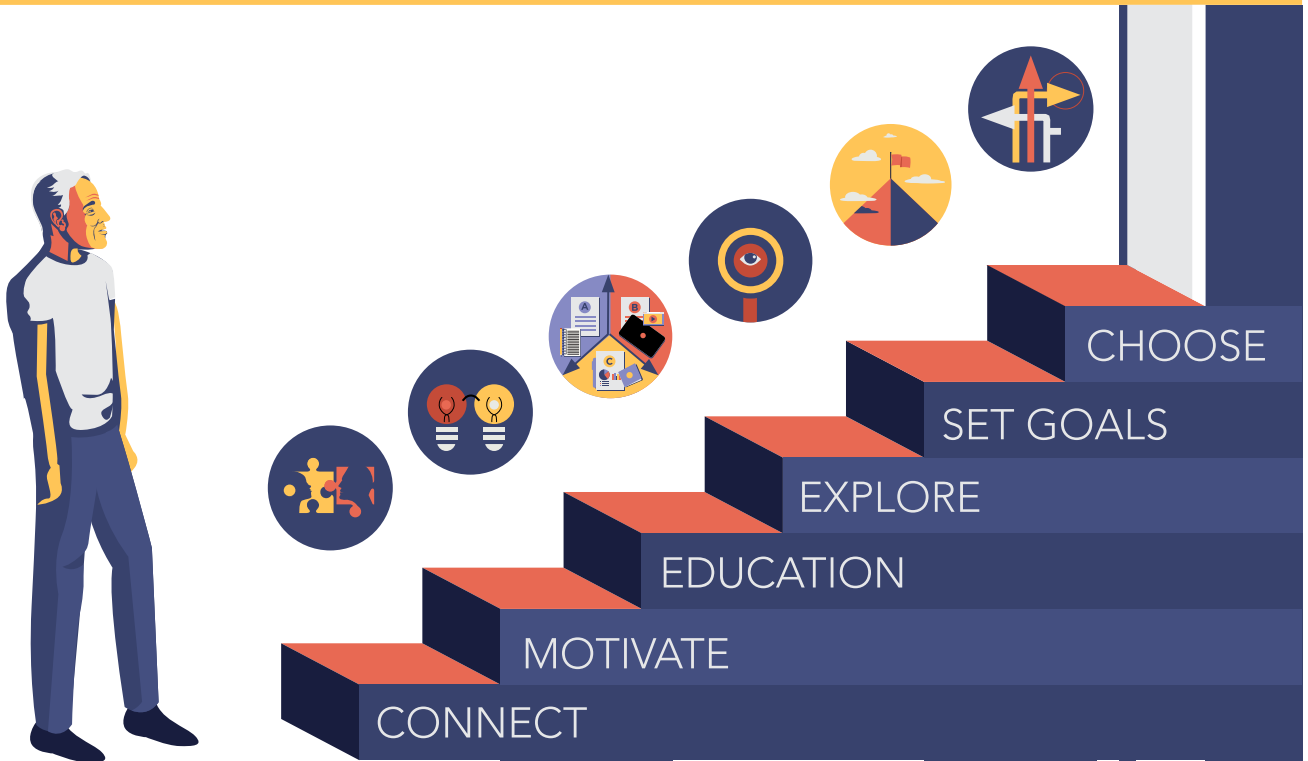 A
B
C
CHOOSE
SET GOALS
EXPLORE
EDUCATION
MOTIVATE
CONNECT